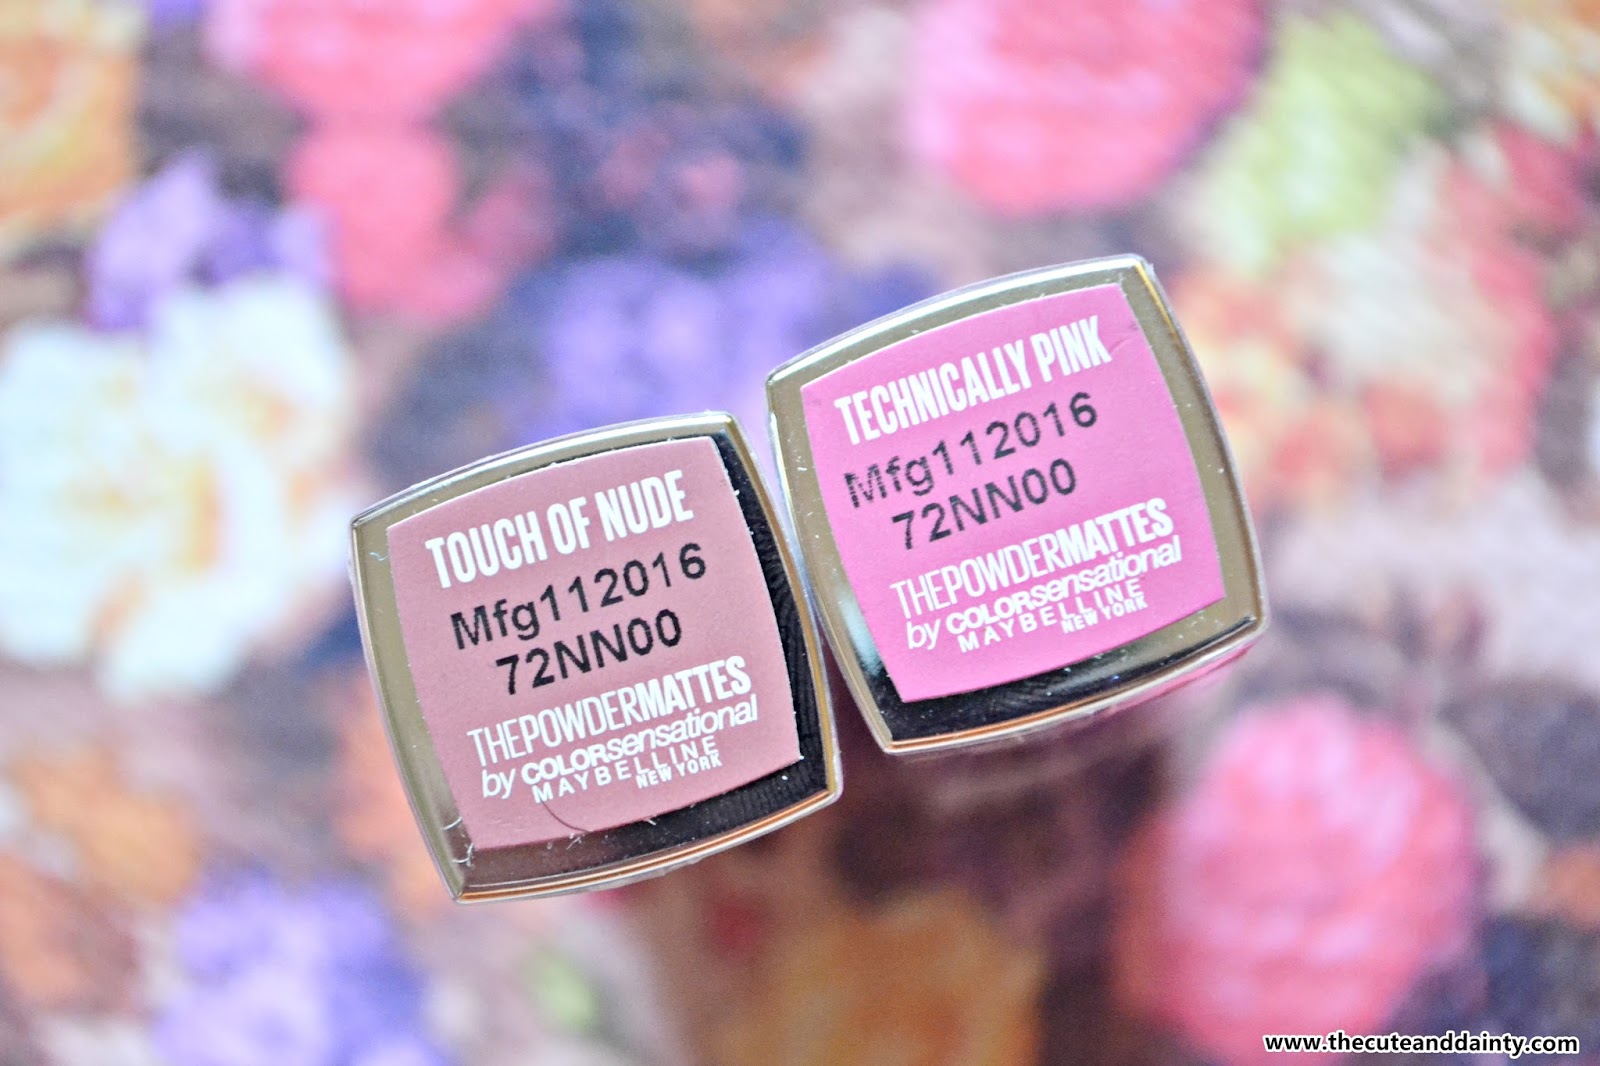 TOUCH OF NUDE
Mfg112016
72NN00
THEPOWDERMATTES
by COLORsensational
MAYBELLINE
NEW YORK
TECHNICALLY PINK
Mfg112016
72NN00
THEPOWDERMATTES
by COLORsensational
MAYBELLINE
NEW YORK
www.thecuteanddainty.com